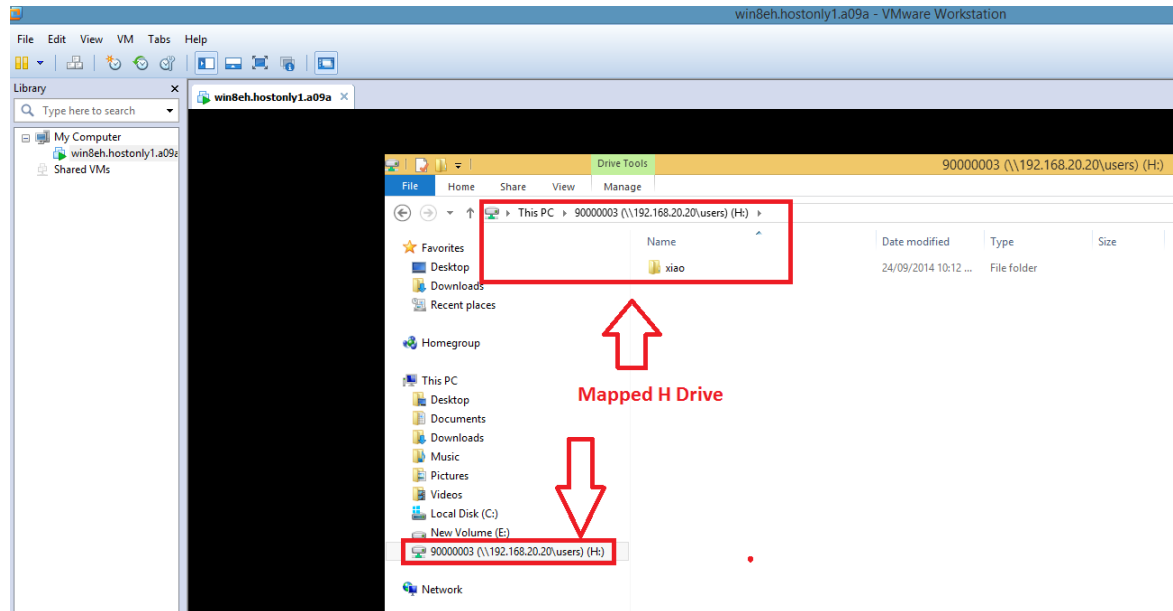 win8eh.hostonly1.a09a - VMware Workstation
File Edit View VM Tabs Help
Library
win8eh.hostonly1.a09a
Type here to search
My Computer
win8eh.hostonly1.a09a
Shared VMs
Drive Tools
90000003 (\\192.168.20.20\users) (H:)
File Home Share View Manage
This PC 90000003 (\\192.168.20.20\users) (H:)
Name Date modified Type Size
xiao 24/09/2014 10:12 ... File folder
Favorites
Desktop
Downloads
Recent places
Homegroup
This PC
Desktop
Documents
Downloads
Music
Pictures
Videos
Local Disk (C:)
New Volume (E:)
90000003 (\\192.168.20.20\users) (H:)
Network
Mapped H Drive